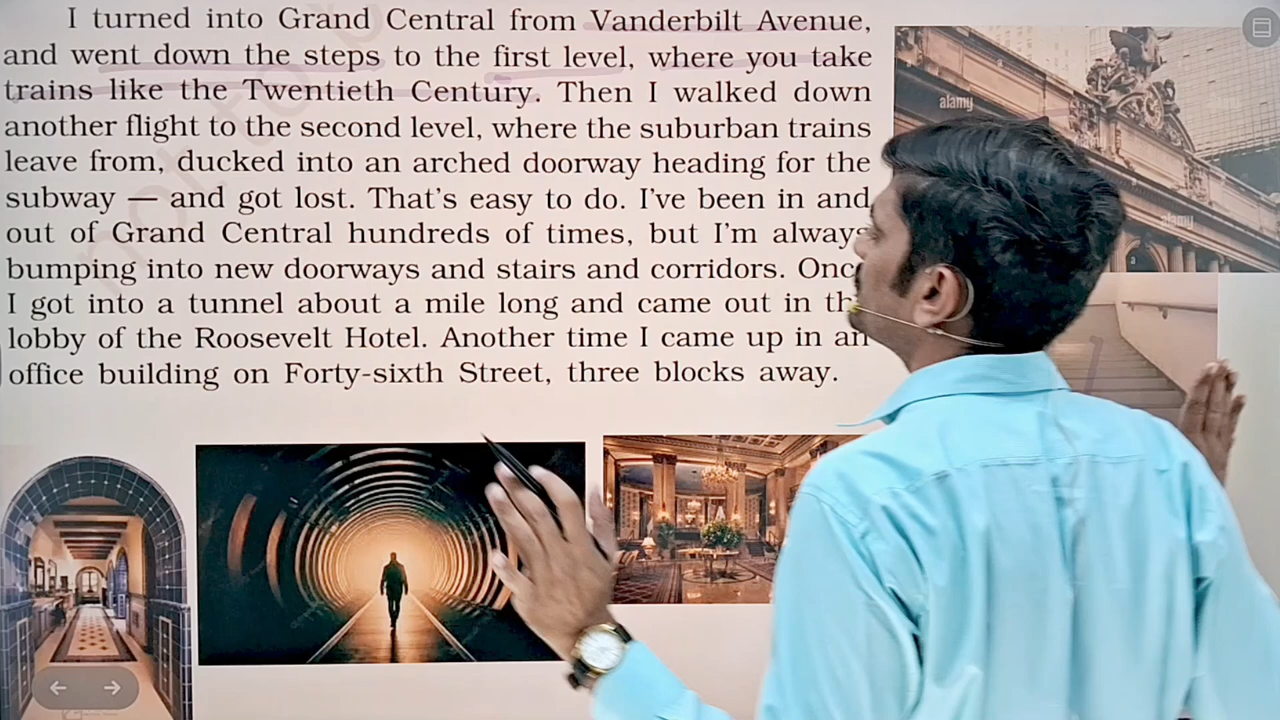 I turned into Grand Central from Vanderbilt Avenue,
and went down the steps to the first level, where you take
trains like the Twentieth Century. Then I walked down
another flight to the second level, where the suburban trains
leave from, ducked into an arched doorway heading for the
subway — and got lost. That's easy to do. I've been in and
out of Grand Central hundreds of times, but I'm always
bumping into new doorways and stairs and corridors. Once
I got into a tunnel about a mile long and came out in the
lobby of the Roosevelt Hotel. Another time I came up in an
office building on Forty-sixth Street, three blocks away.
alamy
alamy
a